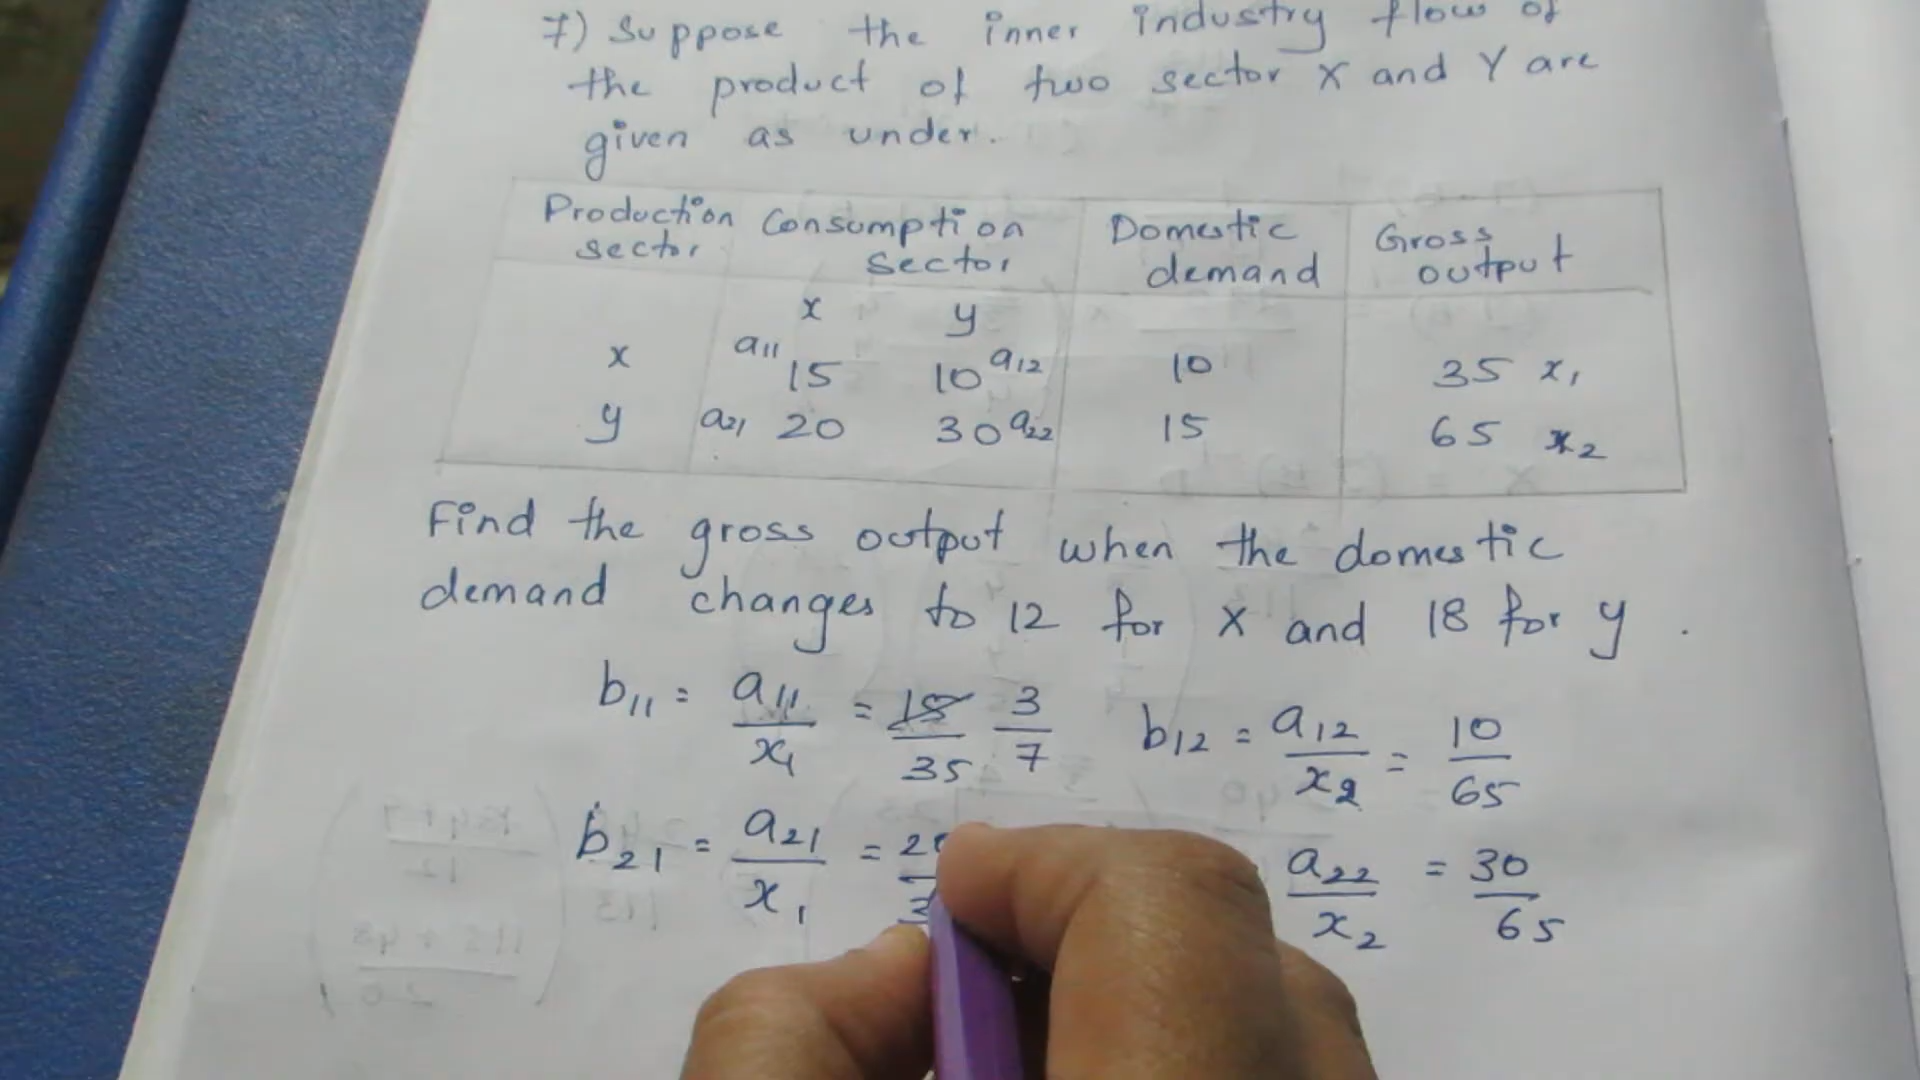 7) Suppose the inner industry flow of
the product of two sector X and Y are
given as under.
Production sector Consumption sector Domestic demand Gross output
x y
x a11 15 10 a12 10 35 x1
y a21 20 30 a22 15 65 x2
Find the gross output when the domestic
demand changes to 12 for X and 18 for y .
b11 = a11/x1 = 15/35 3/7 b12 = a12/x2 = 10/65
b21 = a21/x1 = a22/x2 = 30/65